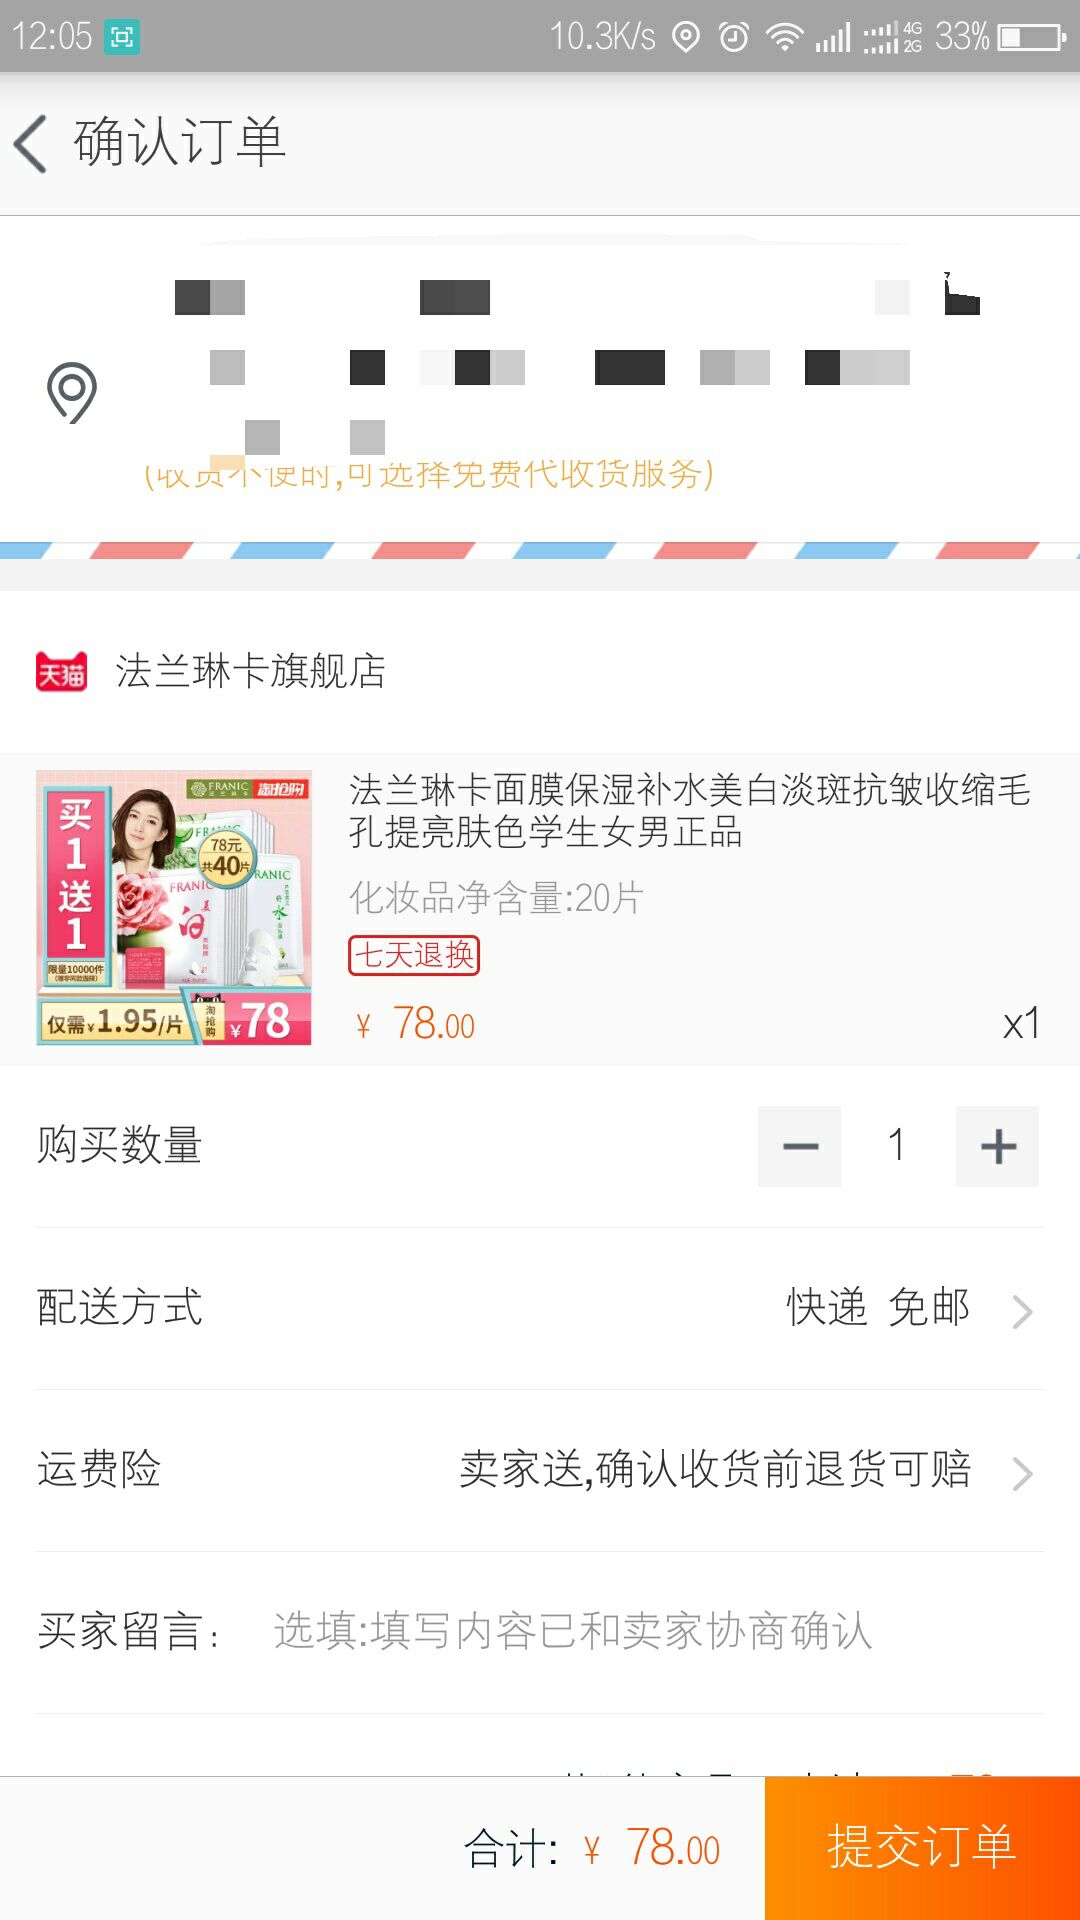 12:05 10.3K/s 4G 2G 33%
确认订单
(收货不便时,可选择免费代收货服务)
天猫 法兰琳卡旗舰店
FRANIC 淘抢购
买1送1
78元
共40片
限量10000件
仅需¥1.95/片 淘抢购 ¥78
法兰琳卡面膜保湿补水美白淡斑抗皱收缩毛
孔提亮肤色学生女男正品
化妆品净含量:20片
七天退换
¥ 78.00 x1
购买数量 1
配送方式 快递 免邮
运费险 卖家送,确认收货前退货可赔
买家留言: 选填:填写内容已和卖家协商确认
合计: ¥ 78.00 提交订单